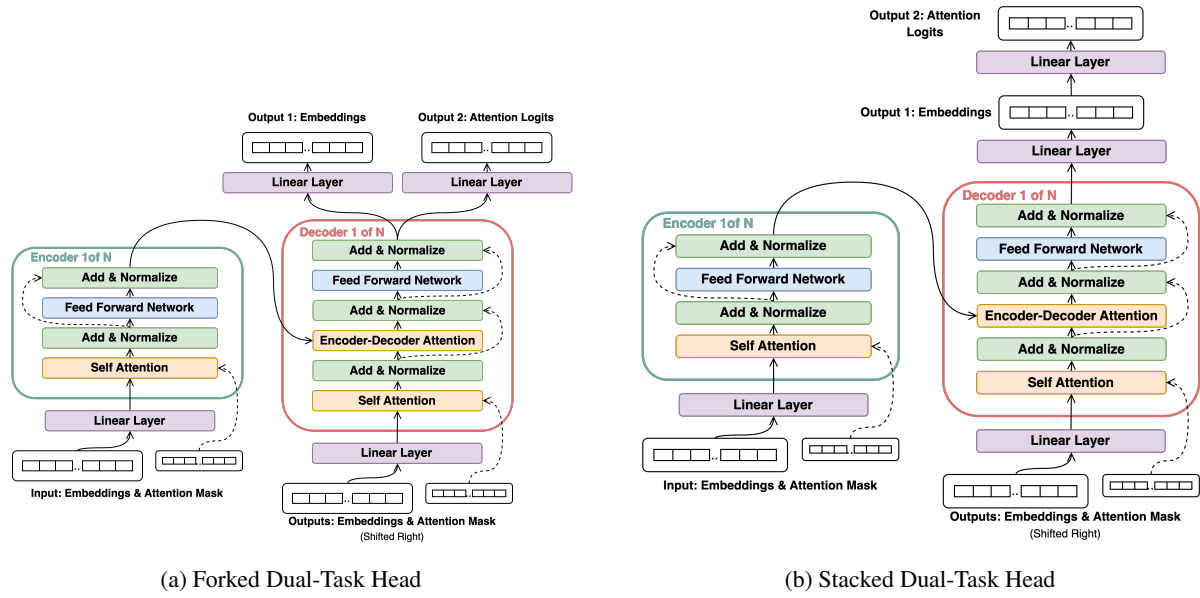 Output 1: Embeddings
Output 2: Attention Logits
Linear Layer
Linear Layer
Decoder 1 of N
Add & Normalize
Feed Forward Network
Add & Normalize
Encoder-Decoder Attention
Add & Normalize
Self Attention
Linear Layer
Outputs: Embeddings & Attention Mask
(Shifted Right)
Encoder 1of N
Add & Normalize
Feed Forward Network
Add & Normalize
Self Attention
Linear Layer
Input: Embeddings & Attention Mask
(a) Forked Dual-Task Head
Output 2: Attention
Logits
Linear Layer
Output 1: Embeddings
Linear Layer
Decoder 1 of N
Add & Normalize
Feed Forward Network
Add & Normalize
Encoder-Decoder Attention
Add & Normalize
Self Attention
Linear Layer
Outputs: Embeddings & Attention Mask
(Shifted Right)
Encoder 1of N
Add & Normalize
Feed Forward Network
Add & Normalize
Self Attention
Linear Layer
Input: Embeddings & Attention Mask
(b) Stacked Dual-Task Head